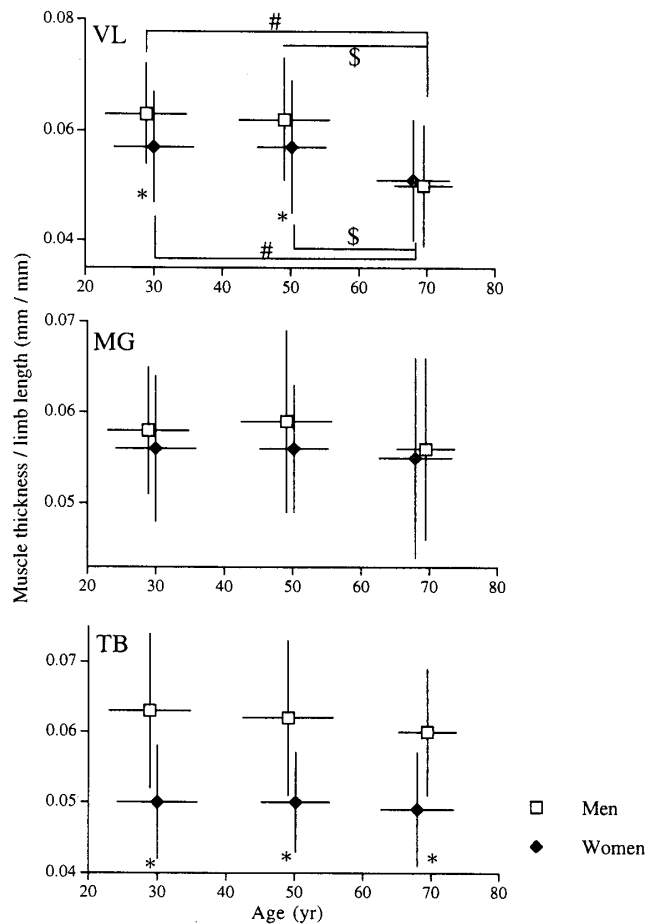 Muscle thickness / limb length (mm / mm)
VL
0.08
0.06
0.04
#
$
*
*
$
#
20 30 40 50 60 70 80
MG
0.07
0.06
0.05
20 30 40 50 60 70 80
TB
0.07
0.06
0.05
0.04
* * *
20 30 40 50 60 70 80
Age (yr)
Men
Women